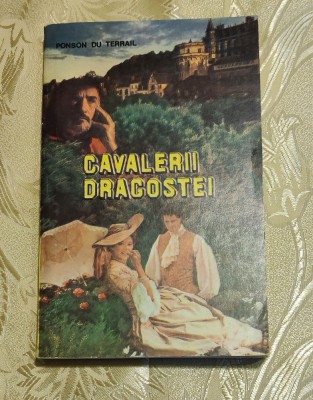 PONSON DU TERRAIL
CAVALERII
DRAGOSTEI